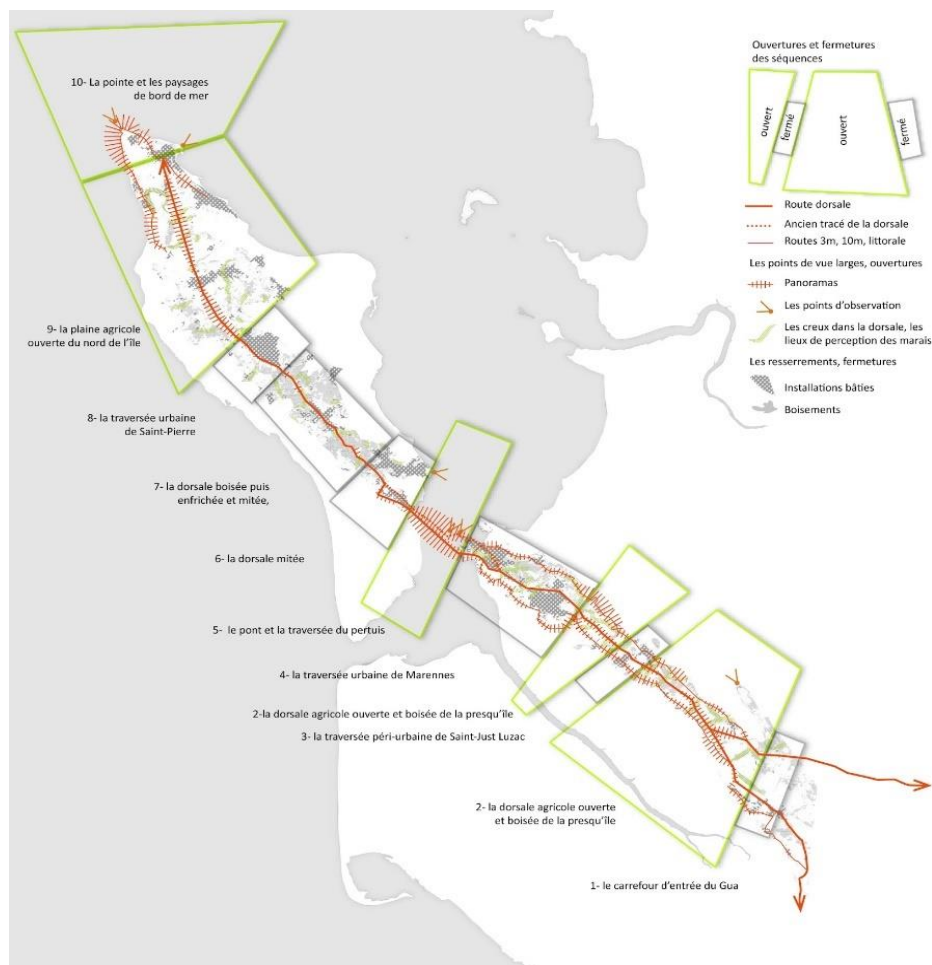 10- La pointe et les paysages
de bord de mer
9- la plaine agricole
ouverte du nord de l'île
8- la traversée urbaine
de Saint-Pierre
7- la dorsale boisée puis
enfrichée et mitée,
6- la dorsale mitée
5- le pont et la traversée du pertuis
4- la traversée urbaine de Marennes
2-la dorsale agricole ouverte et boisée de la presqu'île
3- la traversée péri-urbaine de Saint-Just Luzac
2- la dorsale agricole ouverte
et boisée de la presqu'île
1- le carrefour d'entrée du Gua
Ouvertures et fermetures
des séquences
ouvert
fermé
ouvert
fermé
Route dorsale
Ancien tracé de la dorsale
Routes 3m, 10m, littorale
Les points de vue larges, ouvertures
Panoramas
Les points d'observation
Les creux dans la dorsale, les
lieux de perception des marais
Les resserrements, fermetures
Installations bâties
Boisements